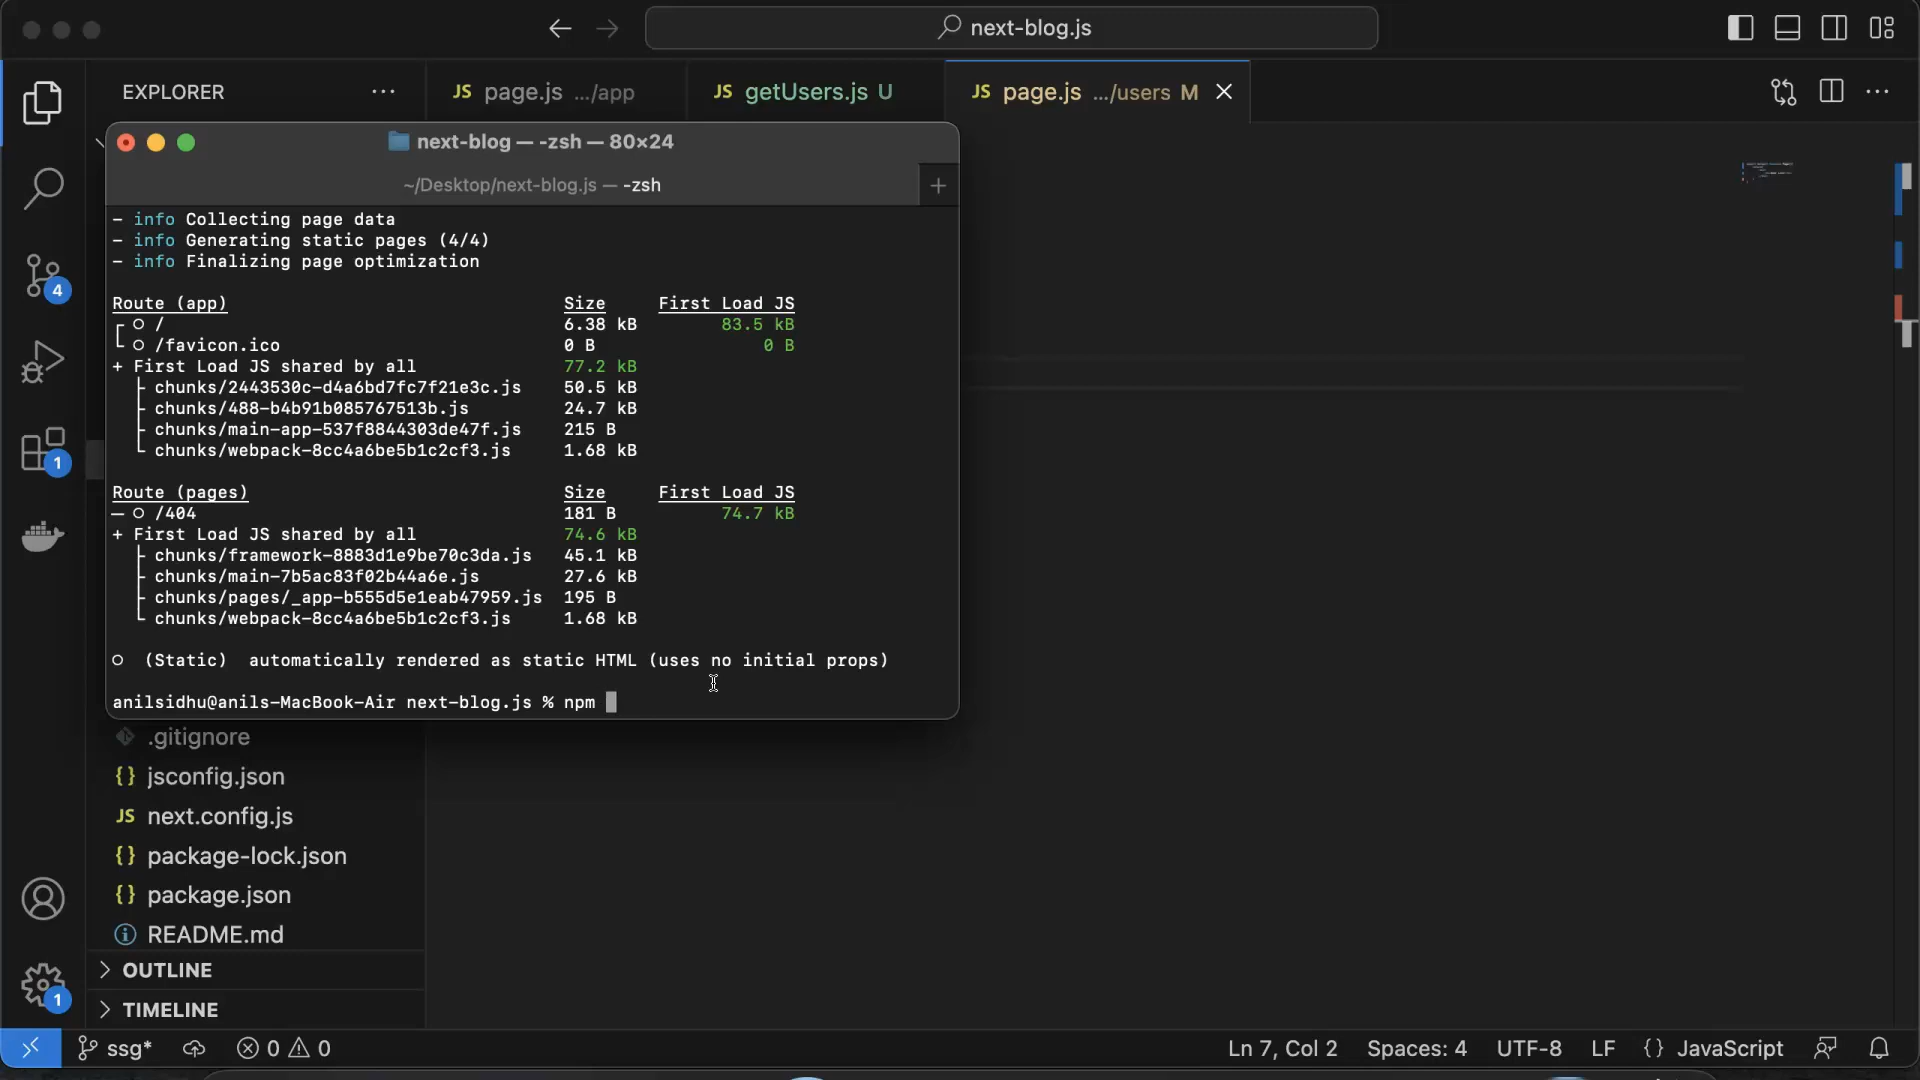 next-blog.js
EXPLORER ...
JS page.js .../app
JS getUsers.js U
JS page.js .../users M
next-blog — -zsh — 80×24
~/Desktop/next-blog.js — -zsh
- info Collecting page data
- info Generating static pages (4/4)
- info Finalizing page optimization
Route (app) Size First Load JS
┌ ○ / 6.38 kB 83.5 kB
└ ○ /favicon.ico 0 B 0 B
+ First Load JS shared by all 77.2 kB
├ chunks/2443530c-d4a6bd7fc7f21e3c.js 50.5 kB
├ chunks/488-b4b91b085767513b.js 24.7 kB
├ chunks/main-app-537f8844303de47f.js 215 B
└ chunks/webpack-8cc4a6be5b1c2cf3.js 1.68 kB
Route (pages) Size First Load JS
─ ○ /404 181 B 74.7 kB
+ First Load JS shared by all 74.6 kB
├ chunks/framework-8883d1e9be70c3da.js 45.1 kB
├ chunks/main-7b5ac83f02b44a6e.js 27.6 kB
├ chunks/pages/_app-b555d5e1eab47959.js 195 B
└ chunks/webpack-8cc4a6be5b1c2cf3.js 1.68 kB
○ (Static) automatically rendered as static HTML (uses no initial props)
anilsidhu@anils-MacBook-Air next-blog.js % npm
4
1
1
.gitignore
{} jsconfig.json
JS next.config.js
{} package-lock.json
{} package.json
README.md
OUTLINE
TIMELINE
ssg* 0 0 Ln 7, Col 2 Spaces: 4 UTF-8 LF {} JavaScript